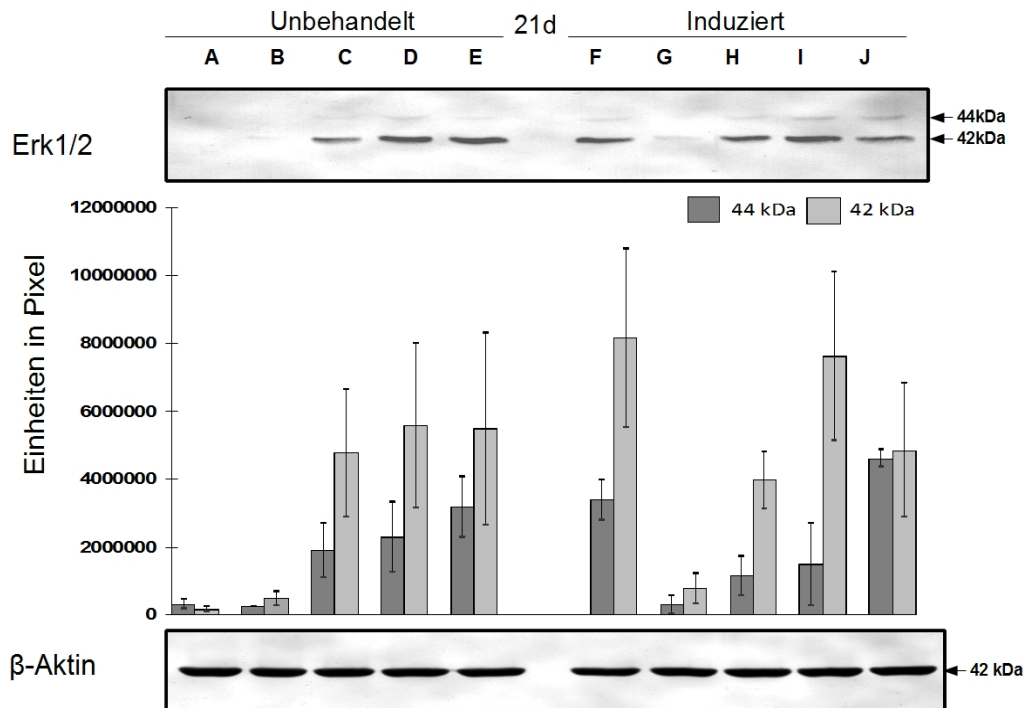 Unbehandelt 21d Induziert
A B C D E F G H I J
Erk1/2
44kDa
42kDa
44 kDa 42 kDa
Einheiten in Pixel
12000000
10000000
8000000
6000000
4000000
2000000
0
β-Aktin
42 kDa